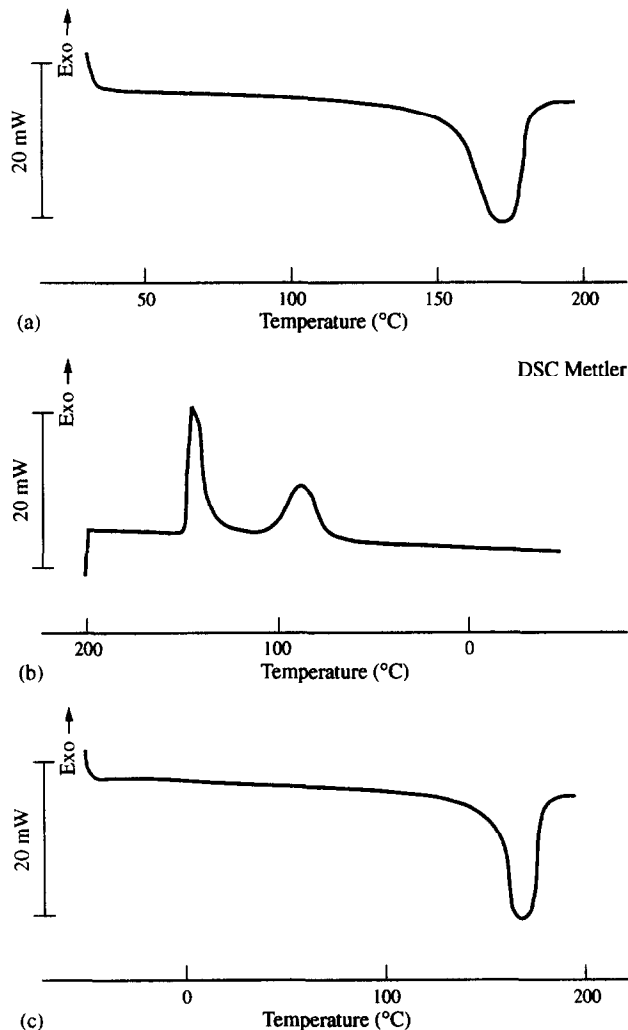 Exo →
20 mW
50 100 150 200
(a) Temperature (°C)
DSC Mettler
Exo →
20 mW
200 100 0
(b) Temperature (°C)
Exo →
20 mW
0 100 200
(c) Temperature (°C)